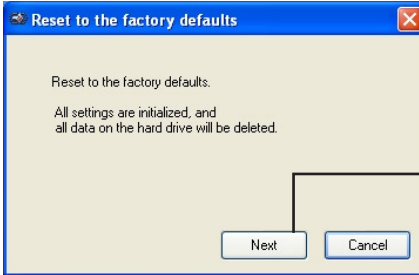 Reset to the factory defaults
Reset to the factory defaults.
All settings are initialized, and
all data on the hard drive will be deleted.
Next Cancel